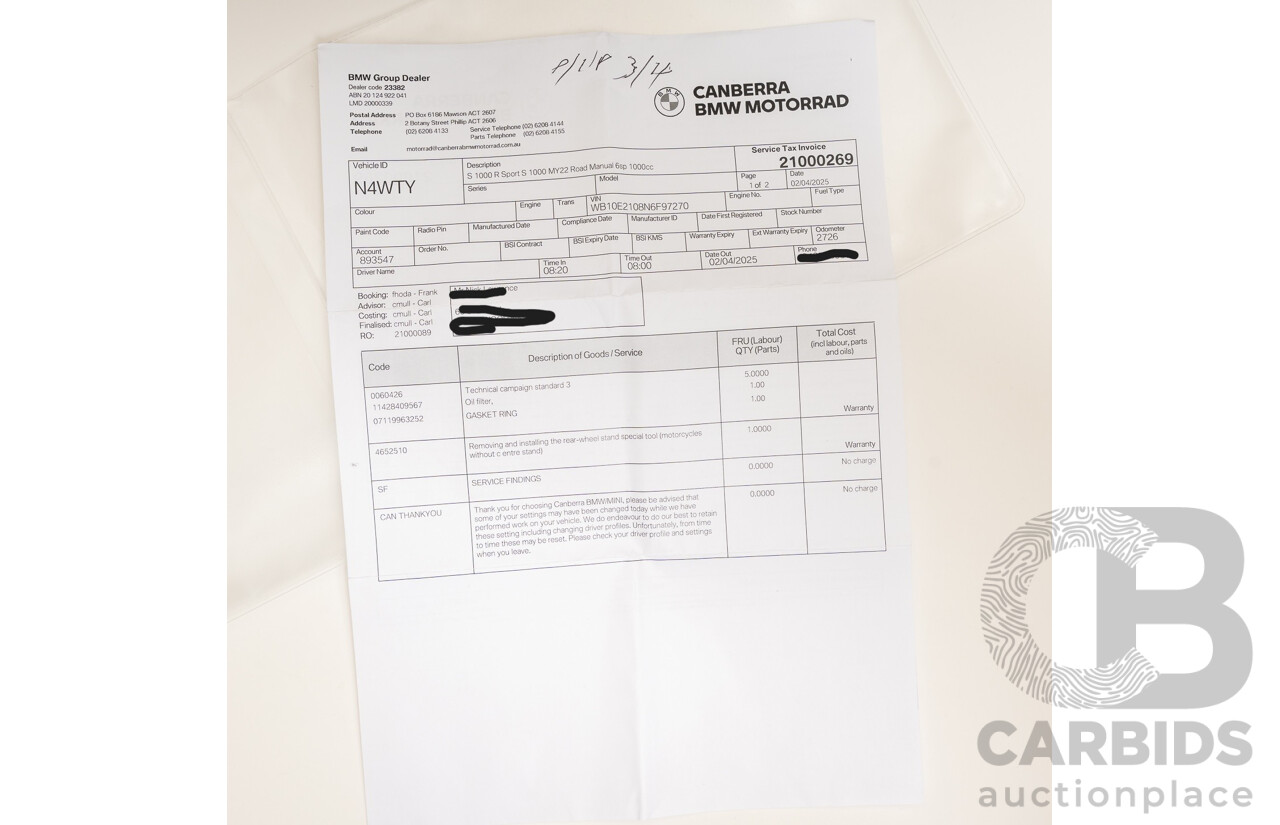 P/1/P 3/4
BMW Group Dealer
Dealer code 23382
ABN 20 124 922 041
LMD 20000339
Postal Address PO Box 6186 Mawson ACT 2607
Address 2 Botany Street Phillip ACT 2606
Telephone (02) 6208 4133 Service Telephone (02) 6208 4144
Parts Telephone (02) 6208 4155
Email motorrad@canberrabmwmotorrad.com.au
BMW
CANBERRA
BMW MOTORRAD
Service Tax Invoice
21000269
Vehicle ID
N4WTY
Description
S 1000 R Sport S 1000 MY22 Road Manual 6sp 1000cc
Series
Model
Page
1 of 2
Date
02/04/2025
Colour
Engine
Trans
VIN
WB10E2108N6F97270
Engine No.
Fuel Type
Paint Code
Radio Pin
Manufactured Date
Compliance Date
Manufacturer ID
Date First Registered
Stock Number
Account
893547
Order No.
BSI Contract
BSI Expiry Date
BSI KMS
Warranty Expiry
Ext Warranty Expiry
Odometer
2726
Driver Name
Time In
08:20
Time Out
08:00
Date Out
02/04/2025
Phone
Booking: fhoda - Frank
Advisor: cmull - Carl
Costing: cmull - Carl
Finalised: cmull - Carl
RO: 21000089
Code
Description of Goods / Service
FRU (Labour)
QTY (Parts)
Total Cost
(incl labour, parts
and oils)
0060426 Technical campaign standard 3 5.0000
11428409567 Oil filter, 1.00
07119963252 GASKET RING 1.00
Warranty
4652510 Removing and installing the rear-wheel stand special tool (motorcycles 1.0000
without c entre stand)
Warranty
SF SERVICE FINDINGS 0.0000 No charge
CAN THANKYOU Thank you for choosing Canberra BMW/MINI, please be advised that 0.0000 No charge
some of your settings may have been changed today while we have
performed work on your vehicle. We do endeavour to do our best to retain
these setting including changing driver profiles. Unfortunately, from time
to time these may be reset. Please check your driver profile and settings
when you leave.
CB
CARBIDS
auctionplace